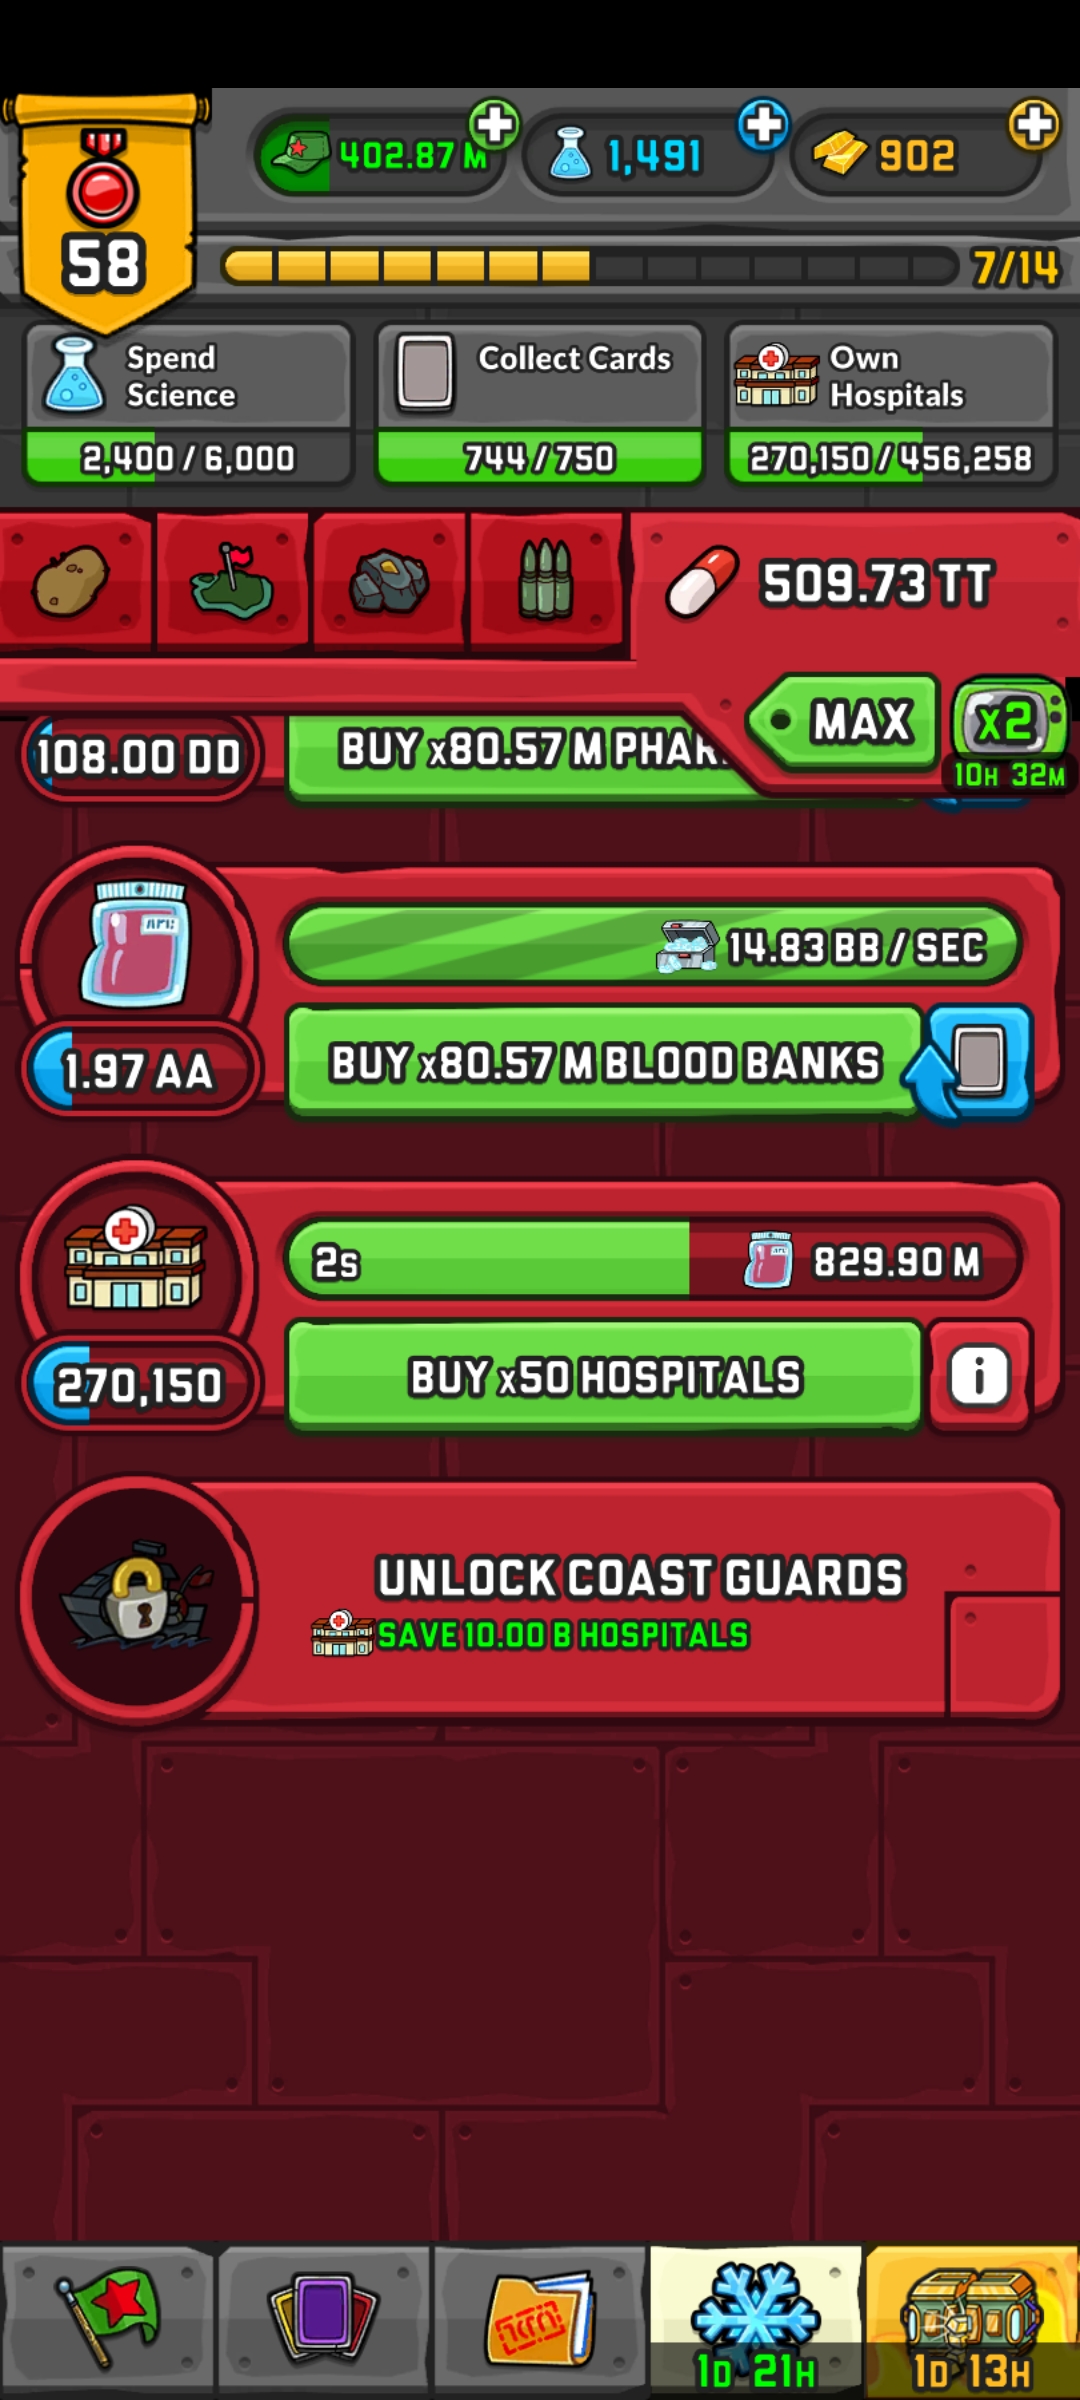 402.87 M
1,491
902
58
7/14
Spend
Science
2,400 / 6,000
Collect Cards
744 / 750
Own
Hospitals
270,150 / 456,258
509.73 TT
MAX
x2
10H 32M
108.00 DD
BUY x80.57 M PHAR
14.83 BB / SEC
1.97 AA
BUY x80.57 M BLOOD BANKS
2s
829.90 M
270,150
BUY x50 HOSPITALS
i
UNLOCK COAST GUARDS
SAVE 10.00 B HOSPITALS
1D 21H
1D 13H